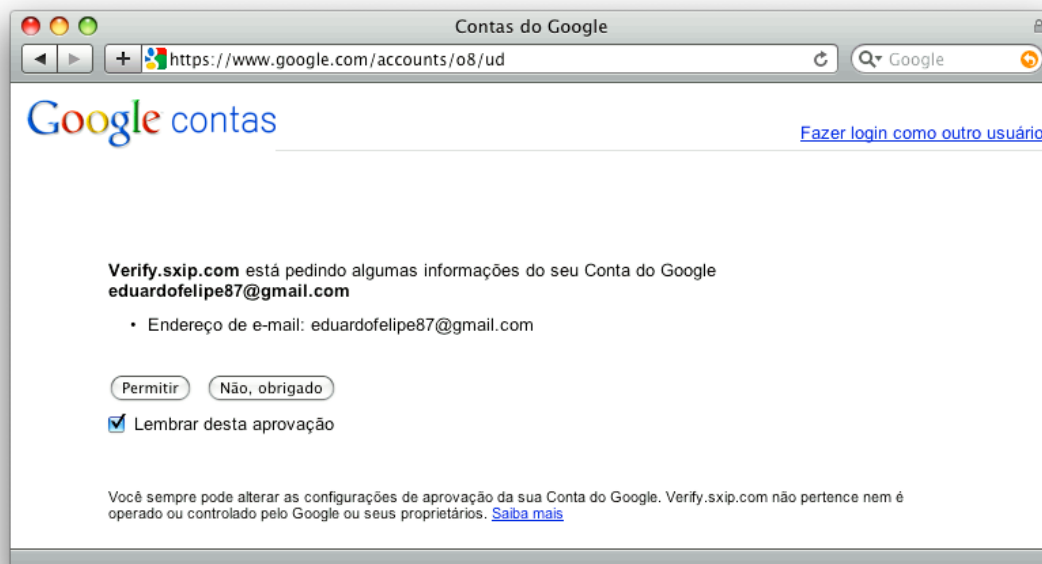 Contas do Google
https://www.google.com/accounts/o8/ud
Google
Google contas
Fazer login como outro usuário
Verify.sxip.com está pedindo algumas informações do seu Conta do Google
eduardofelipe87@gmail.com
• Endereço de e-mail: eduardofelipe87@gmail.com
Permitir Não, obrigado
Lembrar desta aprovação
Você sempre pode alterar as configurações de aprovação da sua Conta do Google. Verify.sxip.com não pertence nem é
operado ou controlado pelo Google ou seus proprietários. Saiba mais